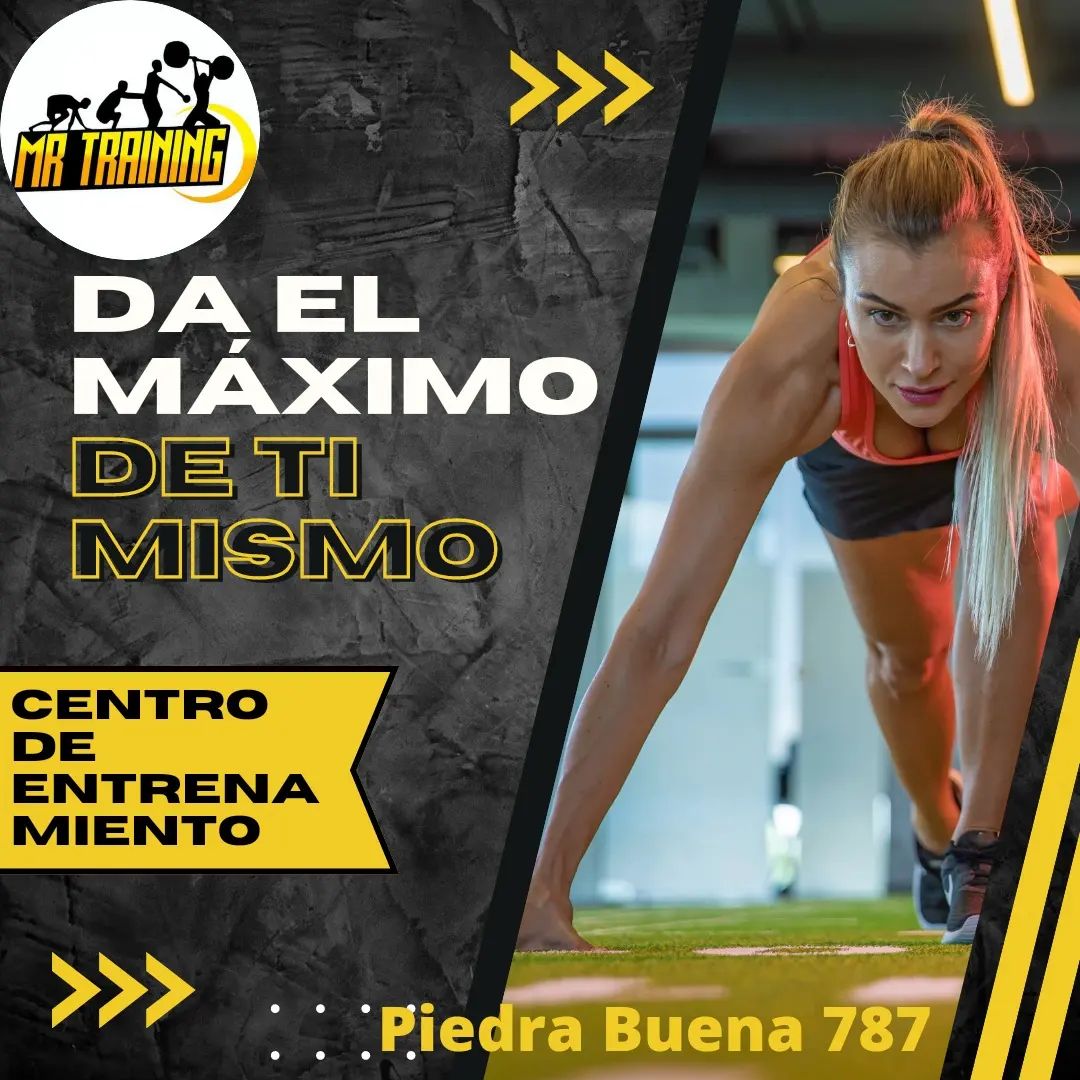 MR TRAINING
DA EL
MÁXIMO
DE TI
MISMO
CENTRO
DE
ENTRENA
MIENTO
Piedra Buena 787